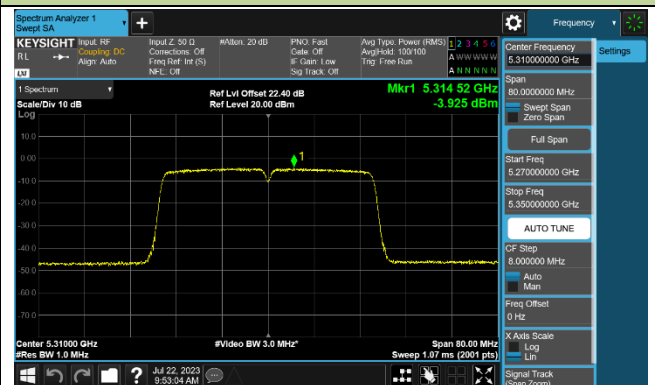 Spectrum Analyzer 1
Swept SA
Frequency
KEYSIGHT
RL
LXI
Input: RF
Coupling: DC
Align: Auto
Input Z: 50 Ω
Corrections: Off
Freq Ref: Int (S)
NFE: Off
#Atten: 20 dB
PNO: Fast
Gate: Off
IF Gain: Low
Sig Track: Off
Avg Type: Power (RMS)
Avg|Hold: 100/100
Trig: Free Run
1 2 3 4 5 6
A W W W W W
A N N N N N
1 Spectrum
Scale/Div 10 dB
Log
Ref Lvl Offset 22.40 dB
Ref Level 20.00 dBm
Mkr1 5.314 52 GHz
-3.925 dBm
1
10.0
0.00
-10.0
-20.0
-30.0
-40.0
-50.0
-60.0
-70.0
Center 5.31000 GHz
#Res BW 1.0 MHz
#Video BW 3.0 MHz*
Span 80.00 MHz
Sweep 1.07 ms (2001 pts)
Jul 22, 2023
9:53:04 AM
?
Center Frequency
5.310000000 GHz
Settings
Span
80.0000000 MHz
Swept Span
Zero Span
Full Span
Start Freq
5.270000000 GHz
Stop Freq
5.350000000 GHz
AUTO TUNE
CF Step
8.000000 MHz
Auto
Man
Freq Offset
0 Hz
X Axis Scale
Log
Lin
Signal Track
(Span Zoom)